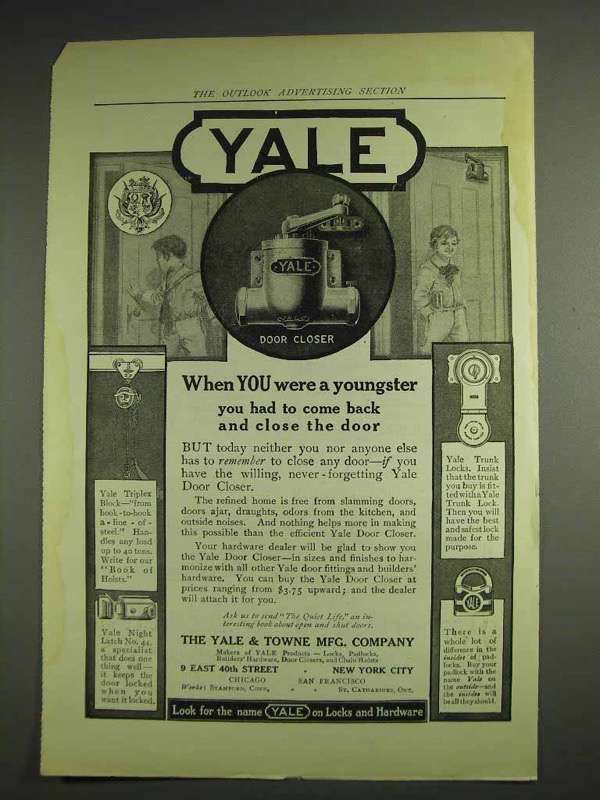 THE OUTLOOK ADVERTISING SECTION
YALE
YALE
DOOR CLOSER
When YOU were a youngster
you had to come back
and close the door
BUT today neither you nor anyone else
has to remember to close any door—if you
have the willing, never-forgetting Yale
Door Closer.
The refined home is free from slamming doors,
doors ajar, draughts, odors from the kitchen, and
outside noises. And nothing helps more in making
this possible than the efficient Yale Door Closer.
Your hardware dealer will be glad to show you
the Yale Door Closer—in sizes and finishes to har-
monize with all other Yale door fittings and builders'
hardware. You can buy the Yale Door Closer at
prices ranging from $3.75 upward; and the dealer
will attach it for you.
Ask us to send "The Quiet Life," an in-
teresting book about open and shut doors.
THE YALE & TOWNE MFG. COMPANY
Makers of YALE Products — Locks, Padlocks,
Builders' Hardware, Door Closers, and Chain Hoists
9 EAST 40th STREET - NEW YORK CITY
CHICAGO SAN FRANCISCO
Works: STAMFORD, CONN. - ST. CATHARINES, ONT.
Look for the name YALE on Locks and Hardware
Yale Triplex
Block—"from
hook-to-hook
a-line-of-
steel." Han-
dles any load
up to 40 tons.
Write for our
"Book of
Hoists."
Yale Night
Latch No. 44,
a specialist
that does one
thing well—
it keeps the
door locked
when you
want it locked.
Yale Trunk
Locks. Insist
that the trunk
you buy is fit-
ted with a Yale
Trunk Lock.
Then you will
have the best
and safest lock
made for the
purpose.
YALE
There is a
whole lot of
difference in the
insides of pad-
locks. Buy your
padlock with the
name Yale on
the outside—and
the insides will
be all they should.